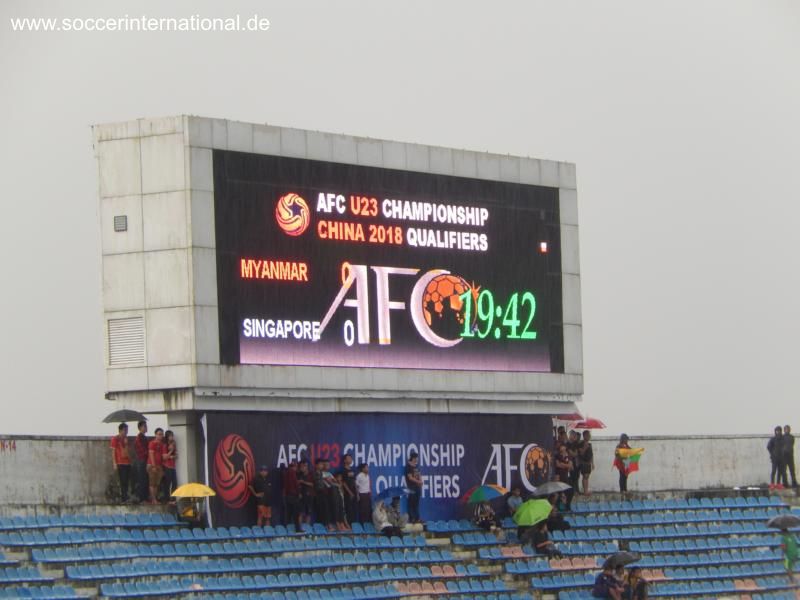 www.soccerinternational.de
AFC U23 CHAMPIONSHIP
CHINA 2018 QUALIFIERS
MYANMAR 0
AFC
19:42
SINGAPORE 0
N-14
AFC U23 CHAMPIONSHIP
QUALIFIERS
AFC